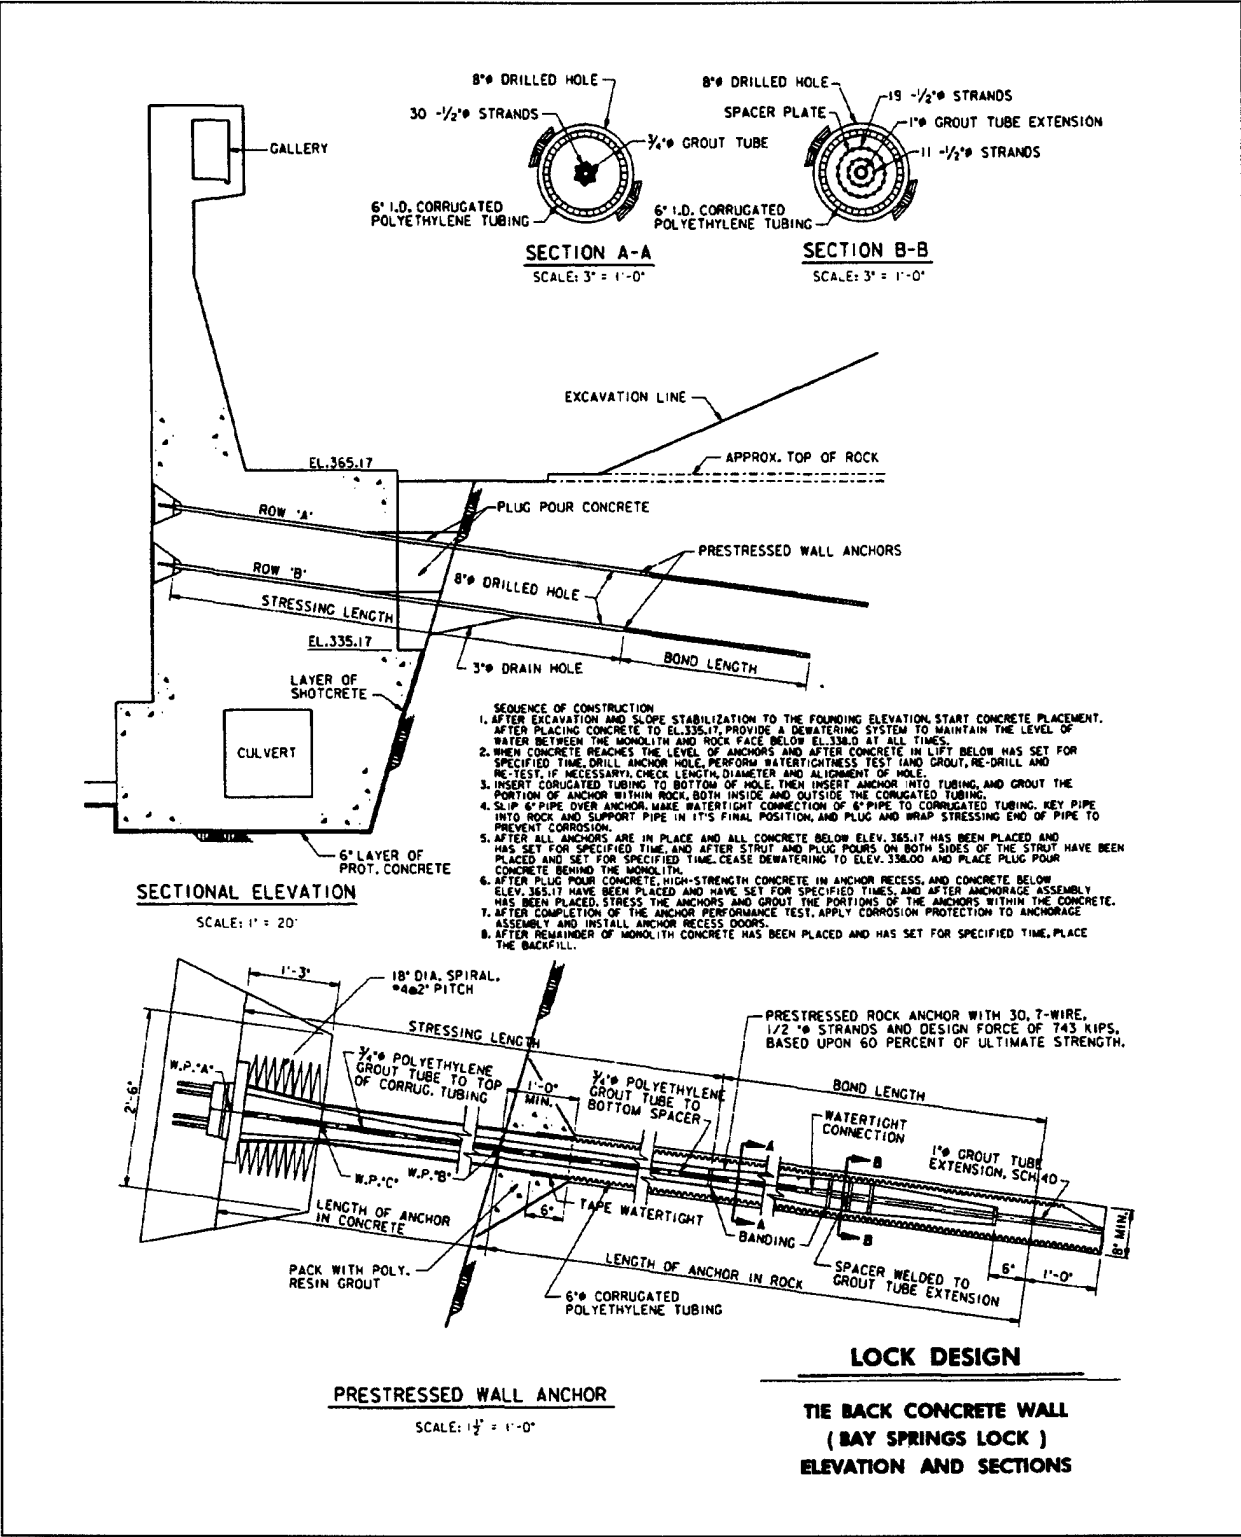 8"ø DRILLED HOLE
30 -1/2"ø STRANDS
3/4"ø GROUT TUBE
6" I.D. CORRUGATED
POLYETHYLENE TUBING
SECTION A-A
SCALE: 3" = 1'-0"
8"ø DRILLED HOLE
SPACER PLATE
19 -1/2"ø STRANDS
1"ø GROUT TUBE EXTENSION
11 -1/2"ø STRANDS
6" I.D. CORRUGATED
POLYETHYLENE TUBING
SECTION B-B
SCALE: 3" = 1'-0"
GALLERY
EXCAVATION LINE
APPROX. TOP OF ROCK
EL.365.17
PLUG POUR CONCRETE
ROW 'A'
PRESTRESSED WALL ANCHORS
ROW 'B'
8"ø DRILLED HOLE
STRESSING LENGTH
EL.335.17
BOND LENGTH
3"ø DRAIN HOLE
LAYER OF
SHOTCRETE
CULVERT
6" LAYER OF
PROT. CONCRETE
SECTIONAL ELEVATION
SCALE: 1" = 20'
SEQUENCE OF CONSTRUCTION
1. AFTER EXCAVATION AND SLOPE STABILIZATION TO THE FOUNDING ELEVATION, START CONCRETE PLACEMENT.
AFTER PLACING CONCRETE TO EL.335.17, PROVIDE A DEWATERING SYSTEM TO MAINTAIN THE LEVEL OF
WATER BETWEEN THE MONOLITH AND ROCK FACE BELOW EL.338.0 AT ALL TIMES.
2. WHEN CONCRETE REACHES THE LEVEL OF ANCHORS AND AFTER CONCRETE IN LIFT BELOW HAS SET FOR
SPECIFIED TIME, DRILL ANCHOR HOLE, PERFORM WATERTIGHTNESS TEST (AND GROUT, RE-DRILL AND
RE-TEST, IF NECESSARY), CHECK LENGTH, DIAMETER AND ALIGNMENT OF HOLE.
3. INSERT CORUGATED TUBING TO BOTTOM OF HOLE, THEN INSERT ANCHOR INTO TUBING, AND GROUT THE
PORTION OF ANCHOR WITHIN ROCK, BOTH INSIDE AND OUTSIDE THE CORUGATED TUBING.
4. SLIP 6" PIPE OVER ANCHOR, MAKE WATERTIGHT CONNECTION OF 6" PIPE TO CORRUGATED TUBING, KEY PIPE
INTO ROCK AND SUPPORT PIPE IN IT'S FINAL POSITION, AND PLUG AND WRAP STRESSING END OF PIPE TO
PREVENT CORROSION.
5. AFTER ALL ANCHORS ARE IN PLACE AND ALL CONCRETE BELOW ELEV. 365.17 HAS BEEN PLACED AND
HAS SET FOR SPECIFIED TIME, AND AFTER STRUT AND PLUG POURS ON BOTH SIDES OF THE STRUT HAVE BEEN
PLACED AND SET FOR SPECIFIED TIME, CEASE DEWATERING TO ELEV. 338.00 AND PLACE PLUG POUR
CONCRETE BEHIND THE MONOLITH.
6. AFTER PLUG POUR CONCRETE, HIGH-STRENGTH CONCRETE IN ANCHOR RECESS, AND CONCRETE BELOW
ELEV. 365.17 HAVE BEEN PLACED AND HAVE SET FOR SPECIFIED TIMES, AND AFTER ANCHORAGE ASSEMBLY
HAS BEEN PLACED, STRESS THE ANCHORS AND GROUT THE PORTIONS OF THE ANCHORS WITHIN THE CONCRETE.
7. AFTER COMPLETION OF THE ANCHOR PERFORMANCE TEST, APPLY CORROSION PROTECTION TO ANCHORAGE
ASSEMBLY AND INSTALL ANCHOR RECESS DOORS.
8. AFTER REMAINDER OF MONOLITH CONCRETE HAS BEEN PLACED AND HAS SET FOR SPECIFIED TIME, PLACE
THE BACKFILL.
1'-3"
18" DIA. SPIRAL,
#4@2" PITCH
STRESSING LENGTH
PRESTRESSED ROCK ANCHOR WITH 30, 7-WIRE,
1/2 "ø STRANDS AND DESIGN FORCE OF 743 KIPS,
BASED UPON 60 PERCENT OF ULTIMATE STRENGTH.
W.P."A"
2'-6"
3/4"ø POLYETHYLENE
GROUT TUBE TO TOP
OF CORRUG. TUBING
1'-0"
MIN.
3/4"ø POLYETHYLENE
GROUT TUBE TO
BOTTOM SPACER
BOND LENGTH
WATERTIGHT
CONNECTION
1"ø GROUT TUBE
EXTENSION, SCH.40
A
B
W.P."C"
W.P."B"
LENGTH OF ANCHOR
IN CONCRETE
6"
TAPE WATERTIGHT
A
BANDING
B
8" MIN.
PACK WITH POLY.
RESIN GROUT
LENGTH OF ANCHOR IN ROCK
SPACER WELDED TO
GROUT TUBE EXTENSION
6"
1'-0"
6"ø CORRUGATED
POLYETHYLENE TUBING
PRESTRESSED WALL ANCHOR
SCALE: 1 1/2" = 1'-0"
LOCK DESIGN
TIE BACK CONCRETE WALL
( BAY SPRINGS LOCK )
ELEVATION AND SECTIONS